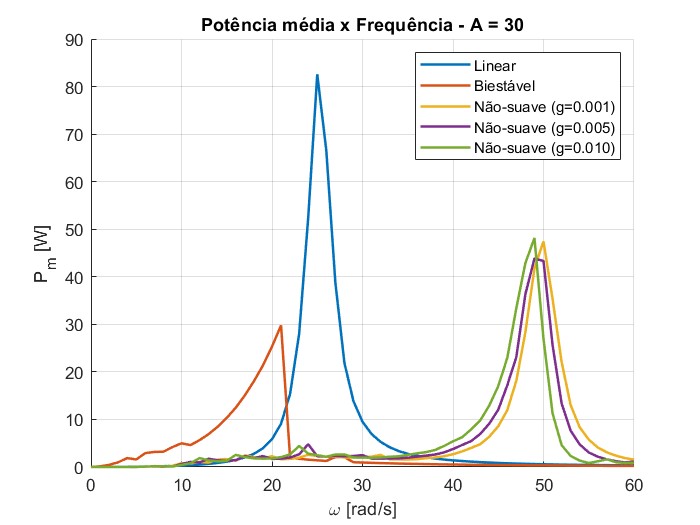 Potência média x Frequência - A = 30
90
80
70
60
50
40
30
20
10
0
P_m [W]
Linear
Biestável
Não-suave (g=0.001)
Não-suave (g=0.005)
Não-suave (g=0.010)
0 10 20 30 40 50 60
ω [rad/s]